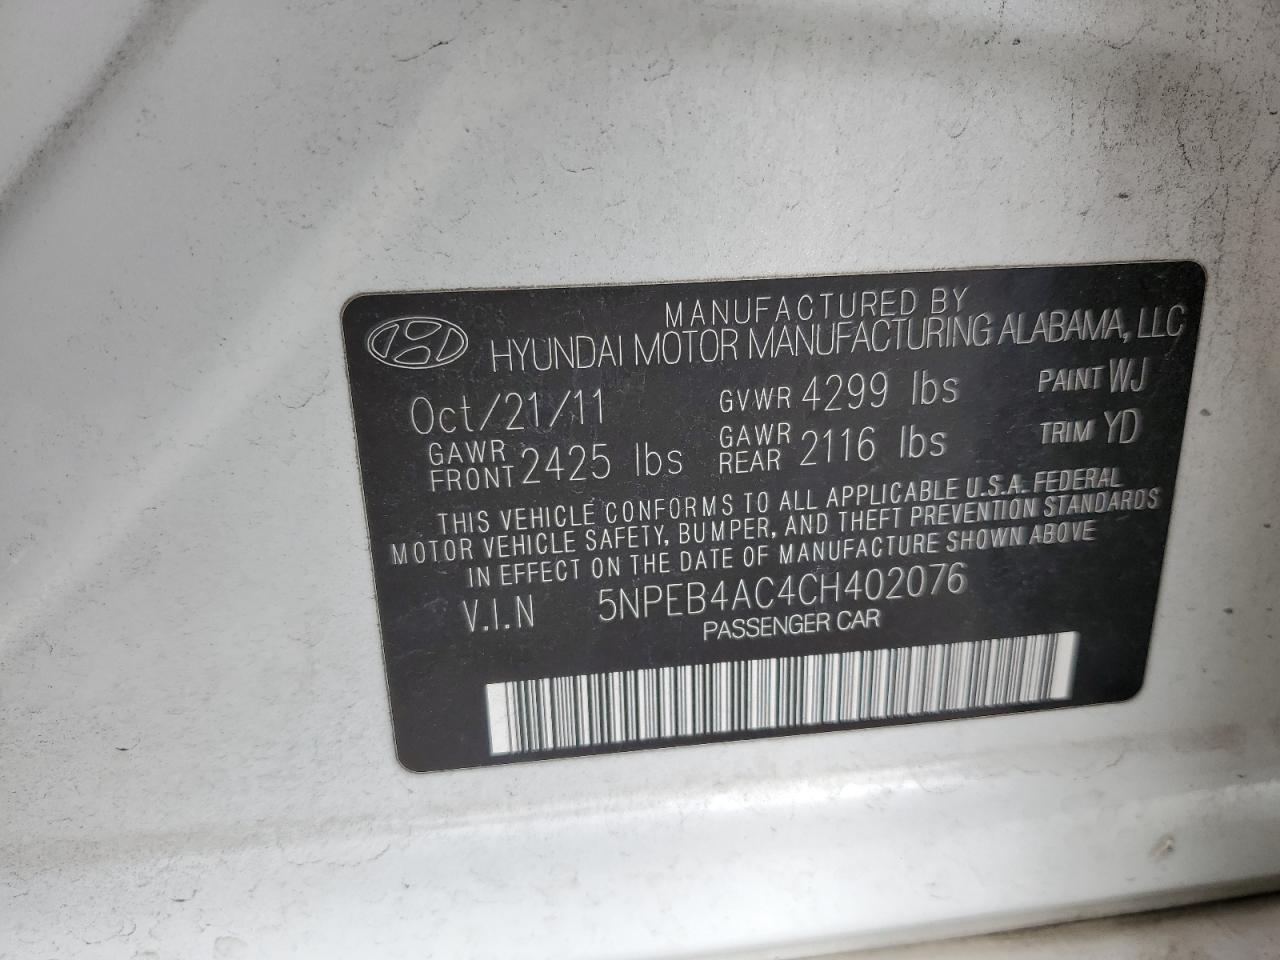 MANUFACTURED BY
HYUNDAI MOTOR MANUFACTURING ALABAMA, LLC
Oct/21/11 GVWR 4299 lbs PAINT WJ
GAWR FRONT 2425 lbs GAWR REAR 2116 lbs TRIM YD
THIS VEHICLE CONFORMS TO ALL APPLICABLE U.S.A. FEDERAL
MOTOR VEHICLE SAFETY, BUMPER, AND THEFT PREVENTION STANDARDS
IN EFFECT ON THE DATE OF MANUFACTURE SHOWN ABOVE
V.I.N 5NPEB4AC4CH402076
PASSENGER CAR